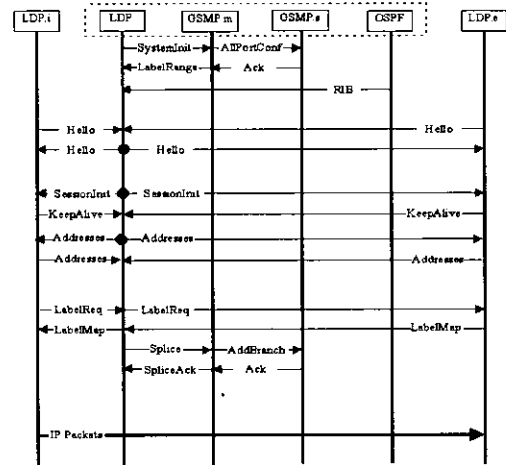 LDP.i LDP GSMP.m GSMP.s OSPF LDP.e
SystemInit AllPortConf
LabelRange Ack
RIB
Hello Hello
Hello Hello
SessionInit SessionInit
KeepAlive KeepAlive
Addresses Addresses
Addresses Addresses
LabelReq LabelReq
LabelMap LabelMap
Splice AddBranch
SpliceAck Ack
IP Packets